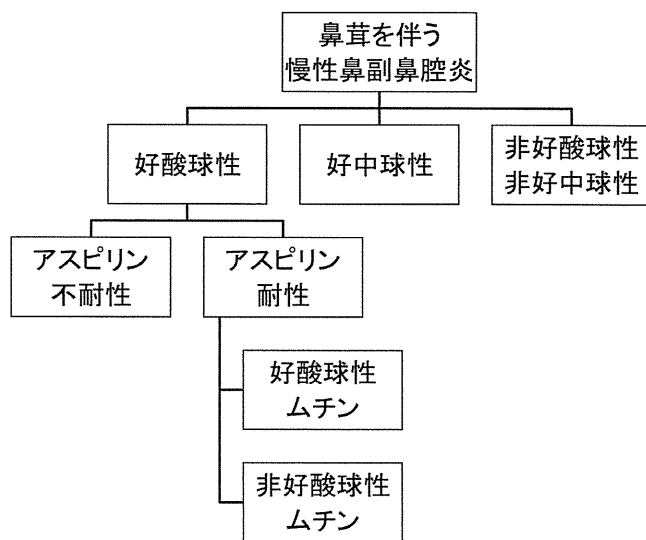 鼻茸を伴う
慢性鼻副鼻腔炎
好酸球性
好中球性
非好酸球性
非好中球性
アスピリン
不耐性
アスピリン
耐性
好酸球性
ムチン
非好酸球性
ムチン